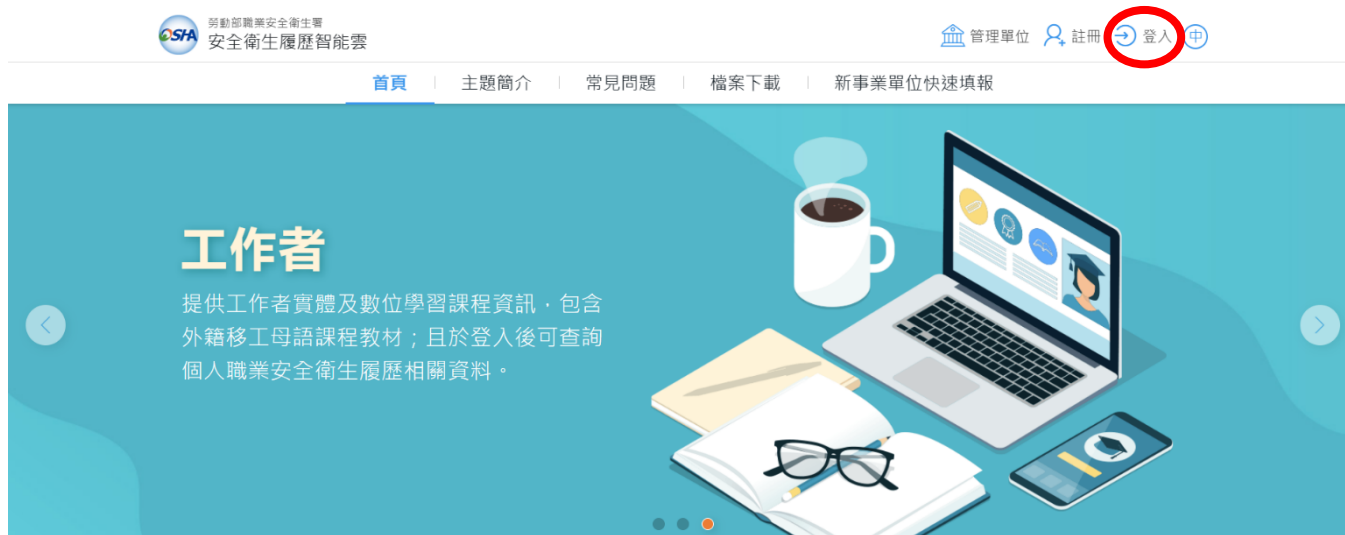 OSHA
勞動部職業安全衛生署
安全衛生履歷智能雲
管理單位 註冊 登入 中
首頁 主題簡介 常見問題 檔案下載 新事業單位快速填報
工作者
提供工作者實體及數位學習課程資訊，包含
外籍移工母語課程教材；且於登入後可查詢
個人職業安全衛生履歷相關資料。